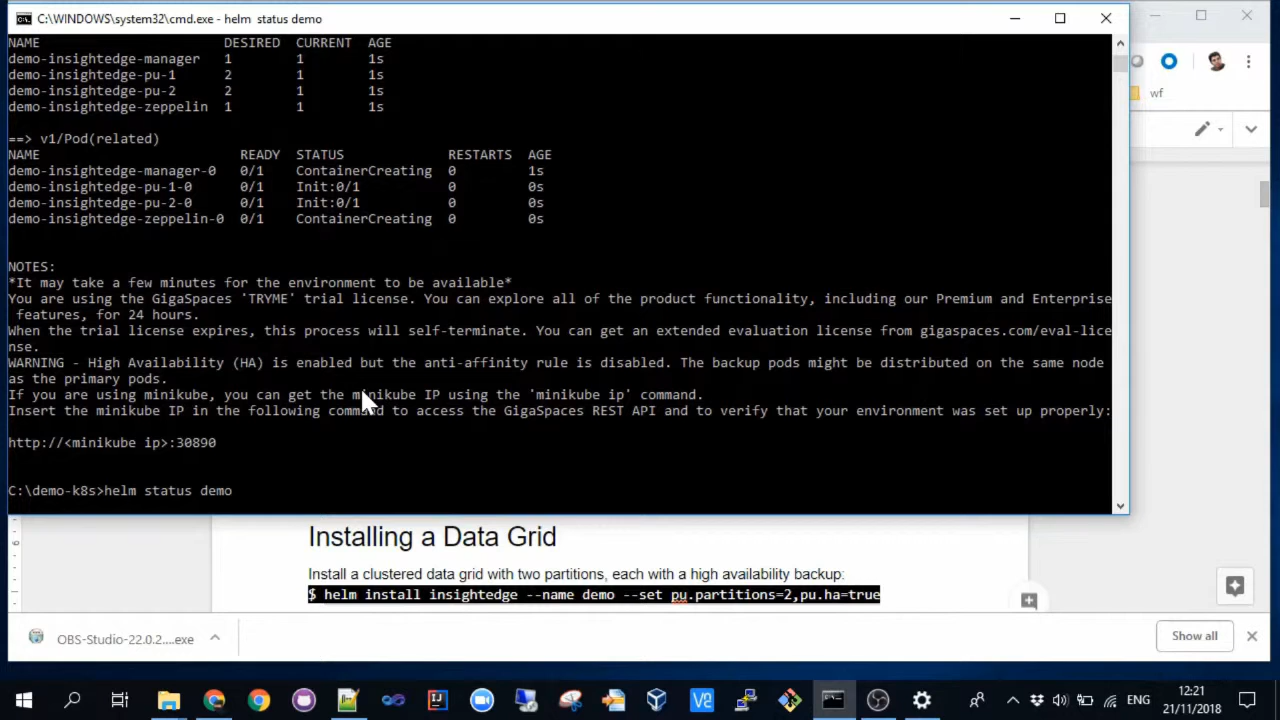 C:\WINDOWS\system32\cmd.exe - helm  status demo
NAME DESIRED CURRENT AGE
demo-insightedge-manager 1 1 1s
demo-insightedge-pu-1 2 1 1s
demo-insightedge-pu-2 2 1 1s
demo-insightedge-zeppelin 1 1 1s
==> v1/Pod(related)
NAME READY STATUS RESTARTS AGE
demo-insightedge-manager-0 0/1 ContainerCreating 0 1s
demo-insightedge-pu-1-0 0/1 Init:0/1 0 0s
demo-insightedge-pu-2-0 0/1 Init:0/1 0 0s
demo-insightedge-zeppelin-0 0/1 ContainerCreating 0 0s
NOTES:
*It may take a few minutes for the environment to be available*
You are using the GigaSpaces 'TRYME' trial license. You can explore all of the product functionality, including our Premium and Enterprise
features, for 24 hours.
When the trial license expires, this process will self-terminate. You can get an extended evaluation license from gigaspaces.com/eval-lice
nse.
WARNING - High Availability (HA) is enabled but the anti-affinity rule is disabled. The backup pods might be distributed on the same node
as the primary pods.
If you are using minikube, you can get the minikube IP using the 'minikube ip' command.
Insert the minikube IP in the following command to access the GigaSpaces REST API and to verify that your environment was set up properly:
http://<minikube ip>:30890
C:\demo-k8s>helm status demo
wf
Installing a Data Grid
Install a clustered data grid with two partitions, each with a high availability backup:
$ helm install insightedge --name demo --set pu.partitions=2,pu.ha=true
OBS-Studio-22.0.2....exe
Show all
ENG
12:21
21/11/2018